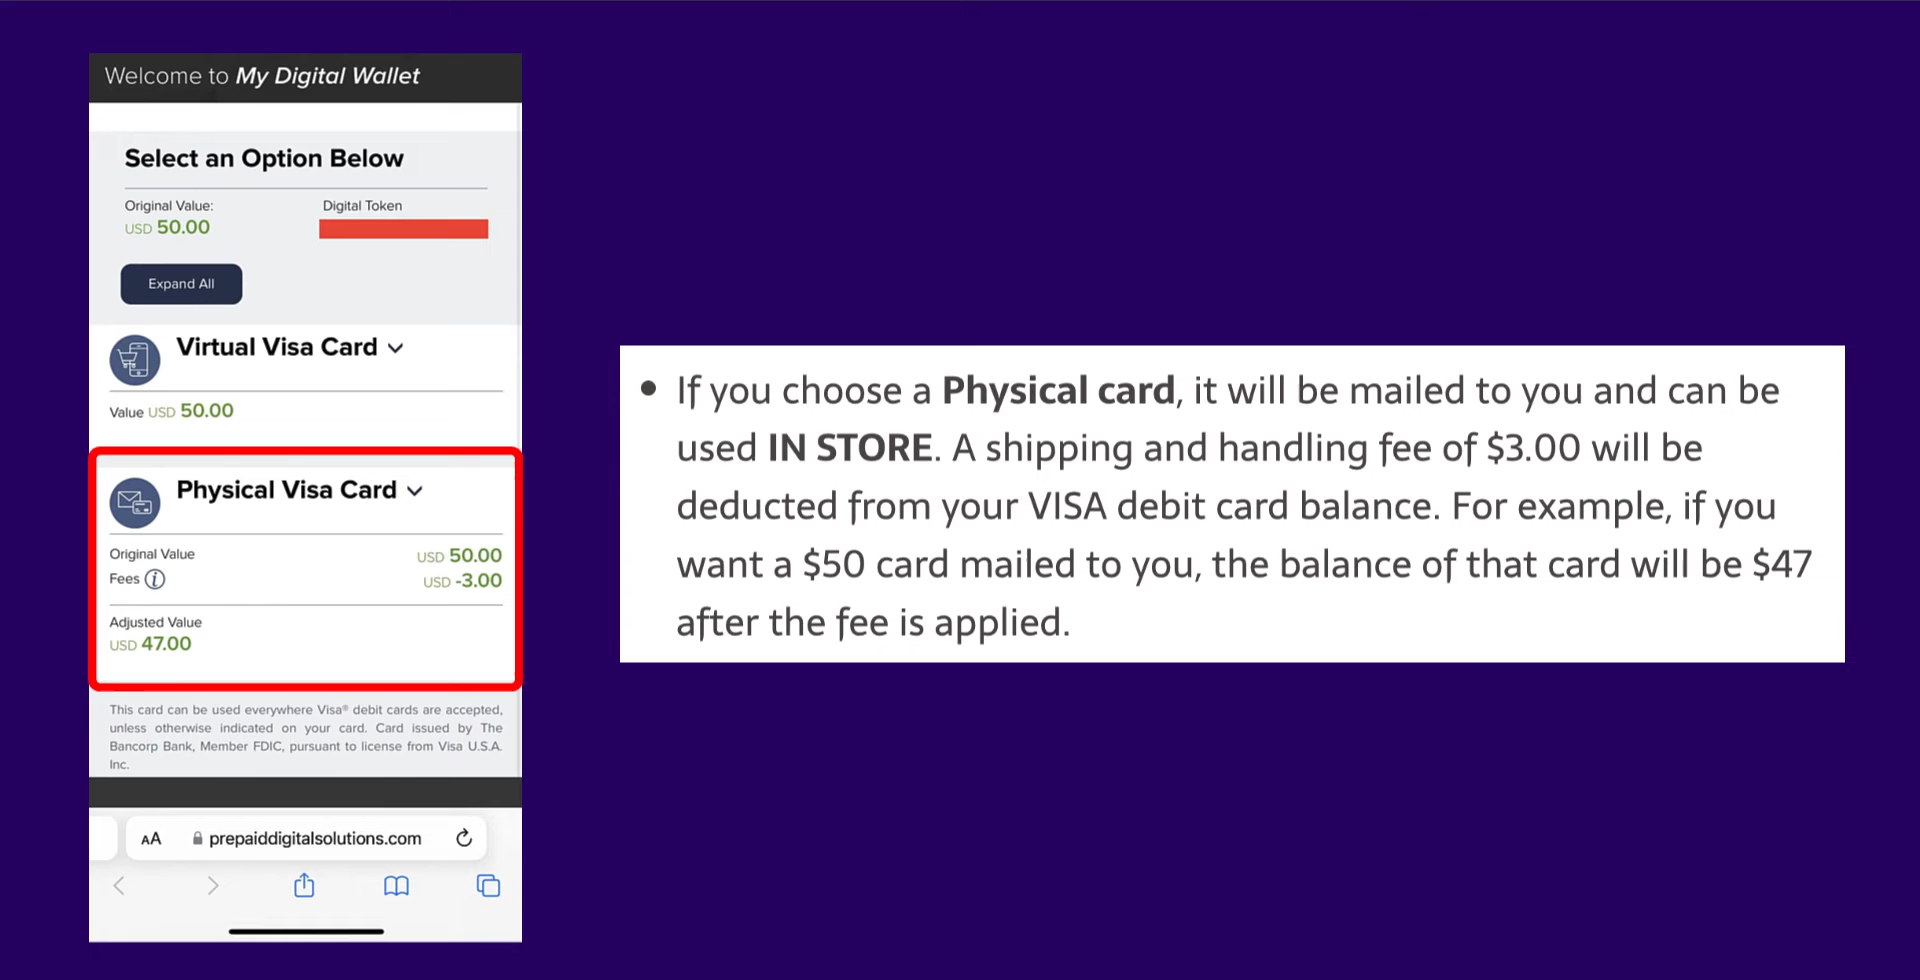 Welcome to My Digital Wallet
Select an Option Below
Original Value:
USD 50.00
Digital Token
Expand All
Virtual Visa Card
Value USD 50.00
Physical Visa Card
Original Value USD 50.00
Fees i USD -3.00
Adjusted Value
USD 47.00
This card can be used everywhere Visa® debit cards are accepted,
unless otherwise indicated on your card. Card issued by The
Bancorp Bank, Member FDIC, pursuant to license from Visa U.S.A.
Inc.
AA prepaiddigitalsolutions.com
• If you choose a Physical card, it will be mailed to you and can be
used IN STORE. A shipping and handling fee of $3.00 will be
deducted from your VISA debit card balance. For example, if you
want a $50 card mailed to you, the balance of that card will be $47
after the fee is applied.